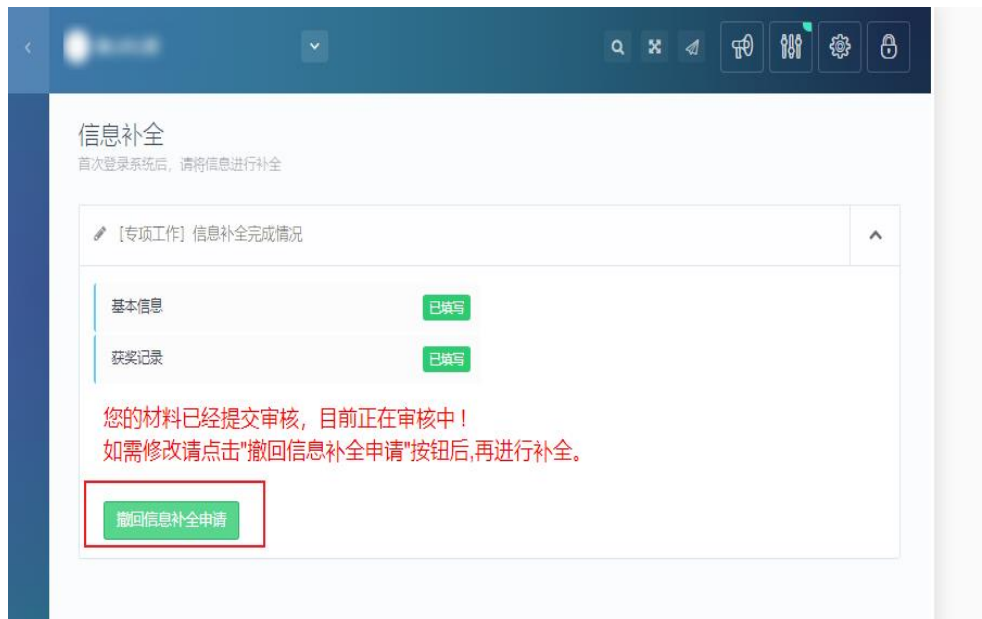 信息补全
首次登录系统后，请将信息进行补全
[专项工作] 信息补全完成情况
基本信息
已填写
获奖记录
已填写
您的材料已经提交审核，目前正在审核中！
如需修改请点击"撤回信息补全申请"按钮后,再进行补全。
撤回信息补全申请